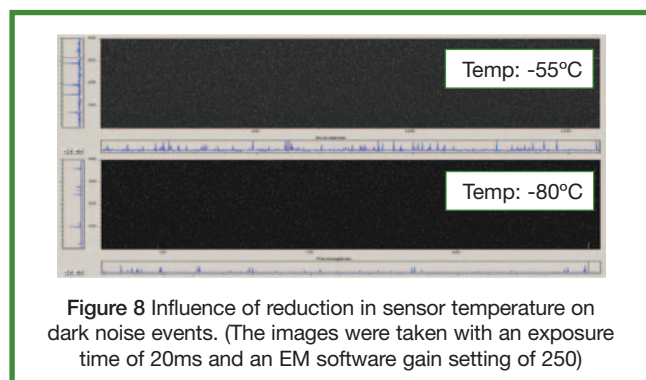 Temp: -55ºC
Temp: -80ºC
Figure 8 Influence of reduction in sensor temperature on
dark noise events. (The images were taken with an exposure
time of 20ms and an EM software gain setting of 250)